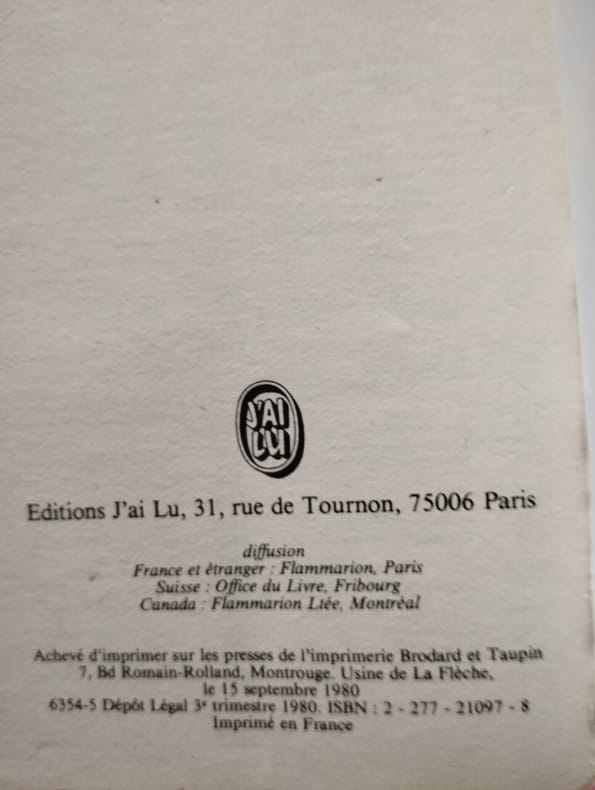 J'AI
LU
Editions J'ai Lu, 31, rue de Tournon, 75006 Paris
diffusion
France et étranger : Flammarion, Paris
Suisse : Office du Livre, Fribourg
Canada : Flammarion Ltée, Montréal
Achevé d'imprimer sur les presses de l'imprimerie Brodard et Taupin
7, Bd Romain-Rolland, Montrouge. Usine de La Flèche,
le 15 septembre 1980
6354-5 Dépôt Légal 3e trimestre 1980. ISBN : 2 - 277 - 21097 - 8
Imprimé en France